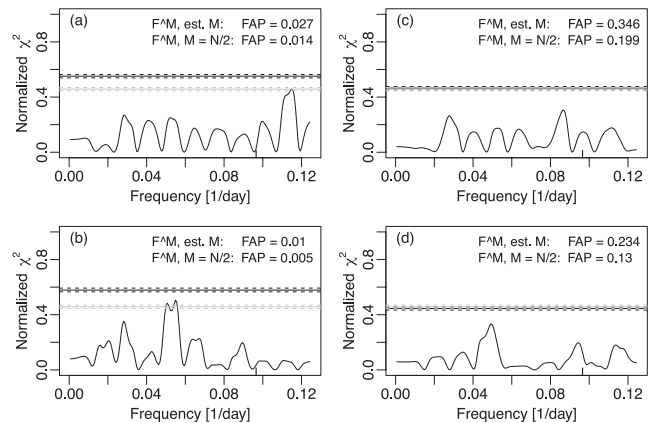 (a)
F^M, est. M: FAP = 0.027
F^M, M = N/2: FAP = 0.014
Normalized χ²
0.0 0.4 0.8
0.00 0.04 0.08 0.12
Frequency [1/day]
(c)
F^M, est. M: FAP = 0.346
F^M, M = N/2: FAP = 0.199
Normalized χ²
0.0 0.4 0.8
0.00 0.04 0.08 0.12
Frequency [1/day]
(b)
F^M, est. M: FAP = 0.01
F^M, M = N/2: FAP = 0.005
Normalized χ²
0.0 0.4 0.8
0.00 0.04 0.08 0.12
Frequency [1/day]
(d)
F^M, est. M: FAP = 0.234
F^M, M = N/2: FAP = 0.13
Normalized χ²
0.0 0.4 0.8
0.00 0.04 0.08 0.12
Frequency [1/day]